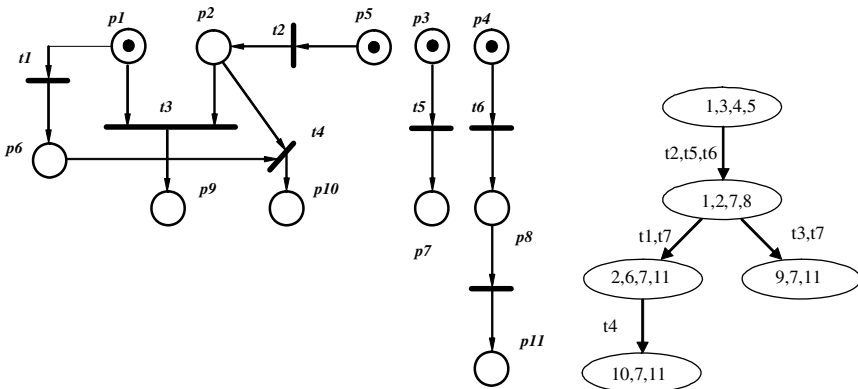 p1 p2 p5 p3 p4
t2
t1
t3 t5 t6
t4
p6
p9 p10
p7 p8
p11
1,3,4,5
t2,t5,t6
1,2,7,8
t1,t7 t3,t7
2,6,7,11 9,7,11
t4
10,7,11